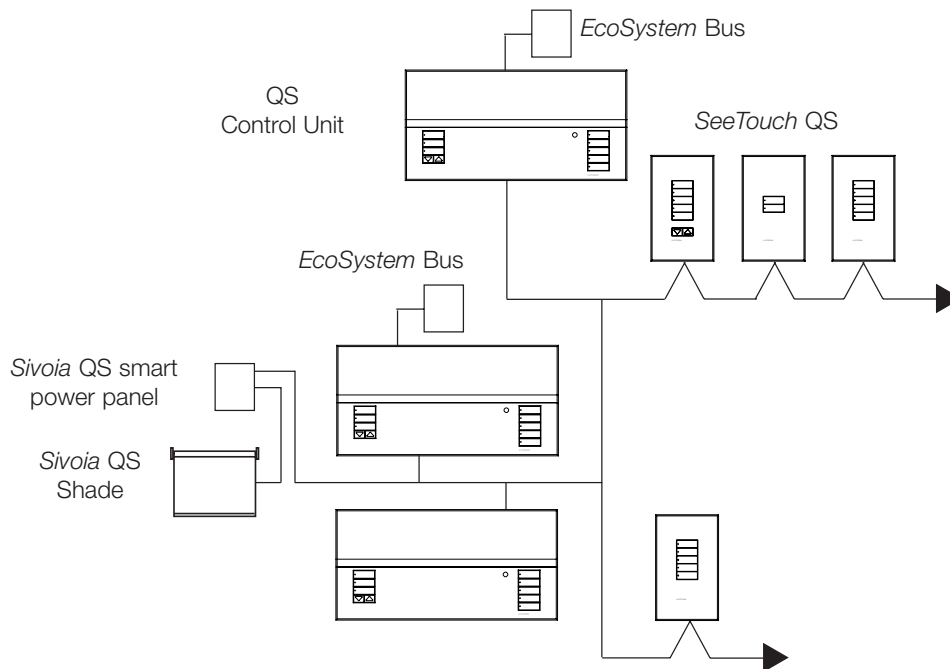 EcoSystem Bus
QS
Control Unit
SeeTouch QS
EcoSystem Bus
Sivoia QS smart
power panel
Sivoia QS
Shade